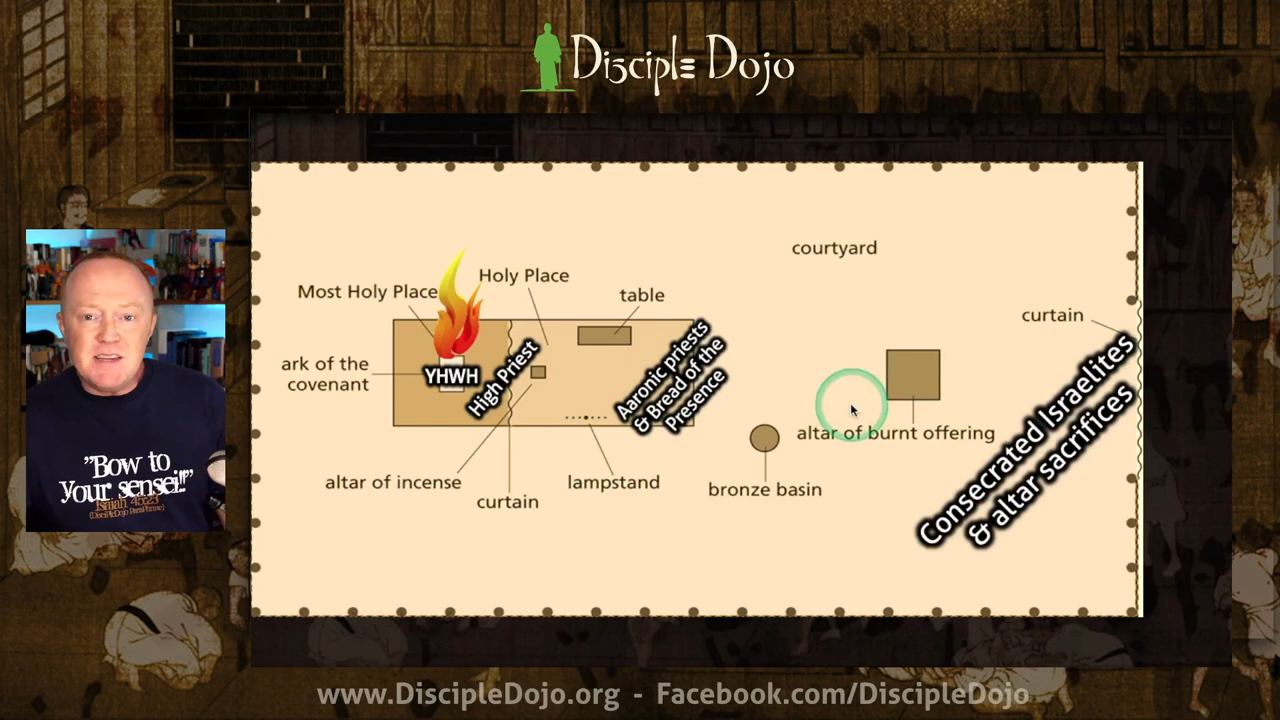 Disciple Dojo
courtyard
Holy Place
Most Holy Place
table
curtain
ark of the
covenant
YHWH
High Priest
Aaronic priests
& Bread of the
Presence
Consecrated Israelites
& altar sacrifices
altar of burnt offering
altar of incense
curtain
lampstand
bronze basin
"Bow to
your sensei!!"
Isaiah 45:23
(DiscipleDojo Paraphrase)
www.DiscipleDojo.org - Facebook.com/DiscipleDojo